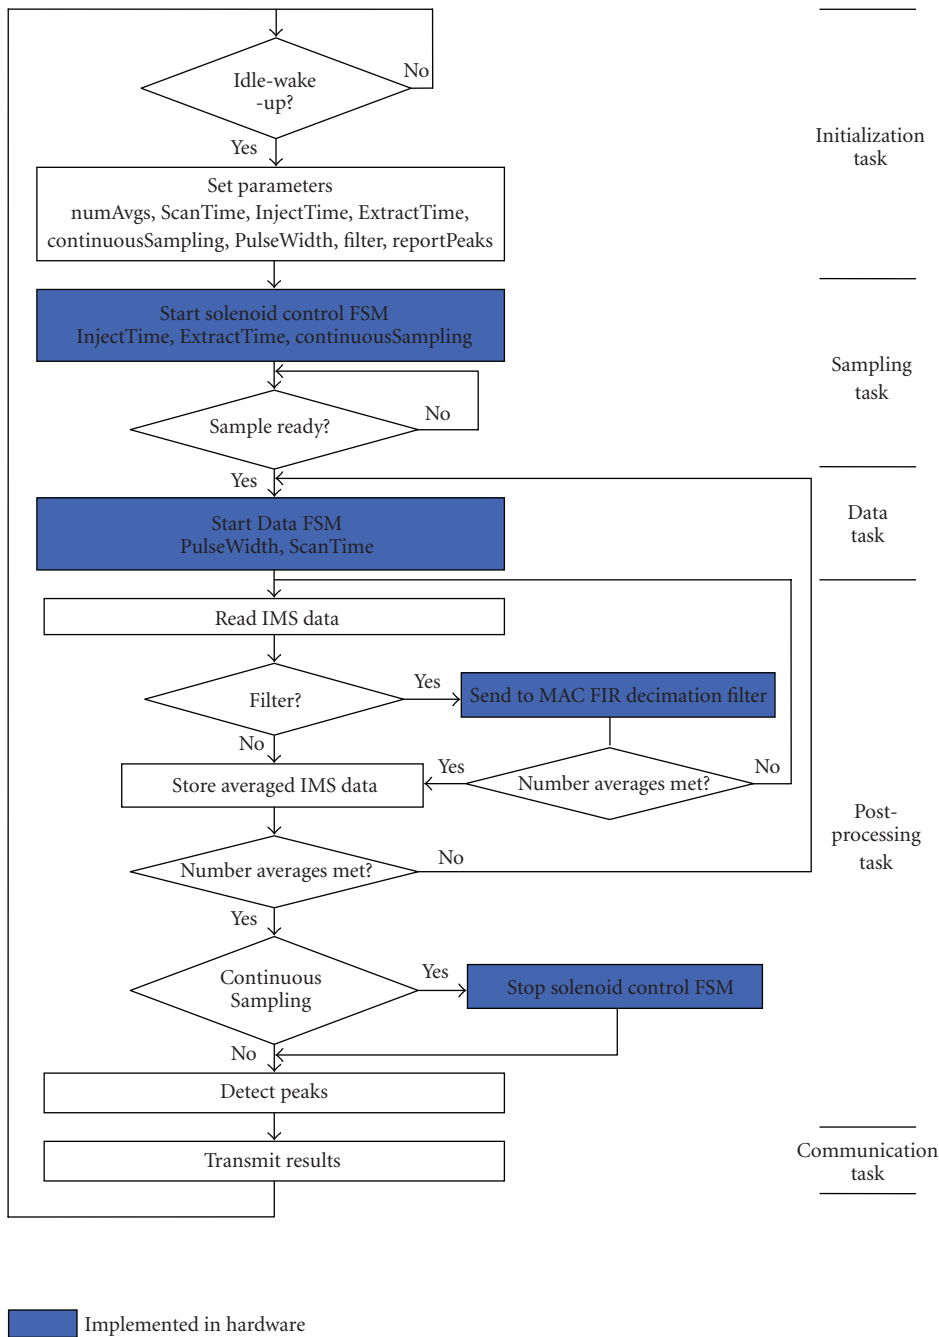 Idle-wake
-up?
No
Yes
Initialization
task
Set parameters
numAvgs, ScanTime, InjectTime, ExtractTime,
continuousSampling, PulseWidth, filter, reportPeaks
Start solenoid control FSM
InjectTime, ExtractTime, continuousSampling
Sampling
task
Sample ready?
No
Yes
Start Data FSM
PulseWidth, ScanTime
Data
task
Read IMS data
Filter?
Yes
Send to MAC FIR decimation filter
No
Store averaged IMS data
Yes
Number averages met?
No
Post-
processing
task
Number averages met?
No
Yes
Continuous
Sampling
Yes
Stop solenoid control FSM
No
Detect peaks
Transmit results
Communication
task
Implemented in hardware